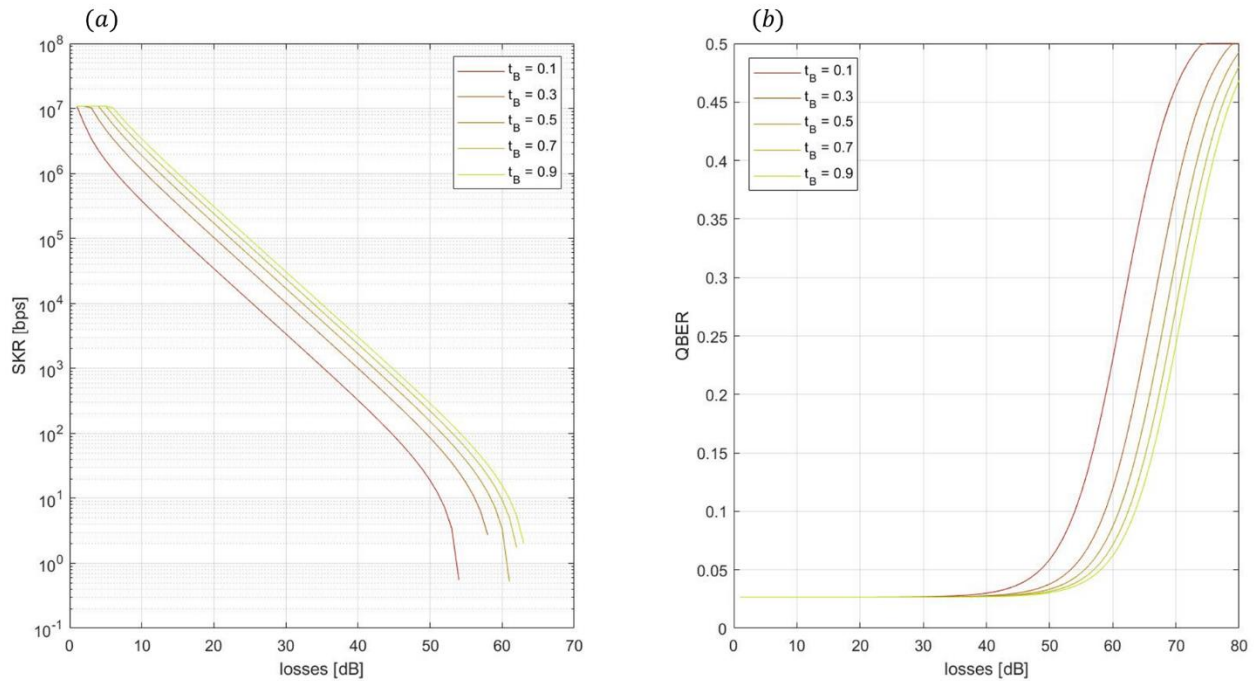 (a)
SKR [bps]
10^8
10^7
10^6
10^5
10^4
10^3
10^2
10^1
10^0
10^-1
t_B = 0.1
t_B = 0.3
t_B = 0.5
t_B = 0.7
t_B = 0.9
0 10 20 30 40 50 60 70
losses [dB]
(b)
QBER
0.5
0.45
0.4
0.35
0.3
0.25
0.2
0.15
0.1
0.05
0
t_B = 0.1
t_B = 0.3
t_B = 0.5
t_B = 0.7
t_B = 0.9
0 10 20 30 40 50 60 70 80
losses [dB]